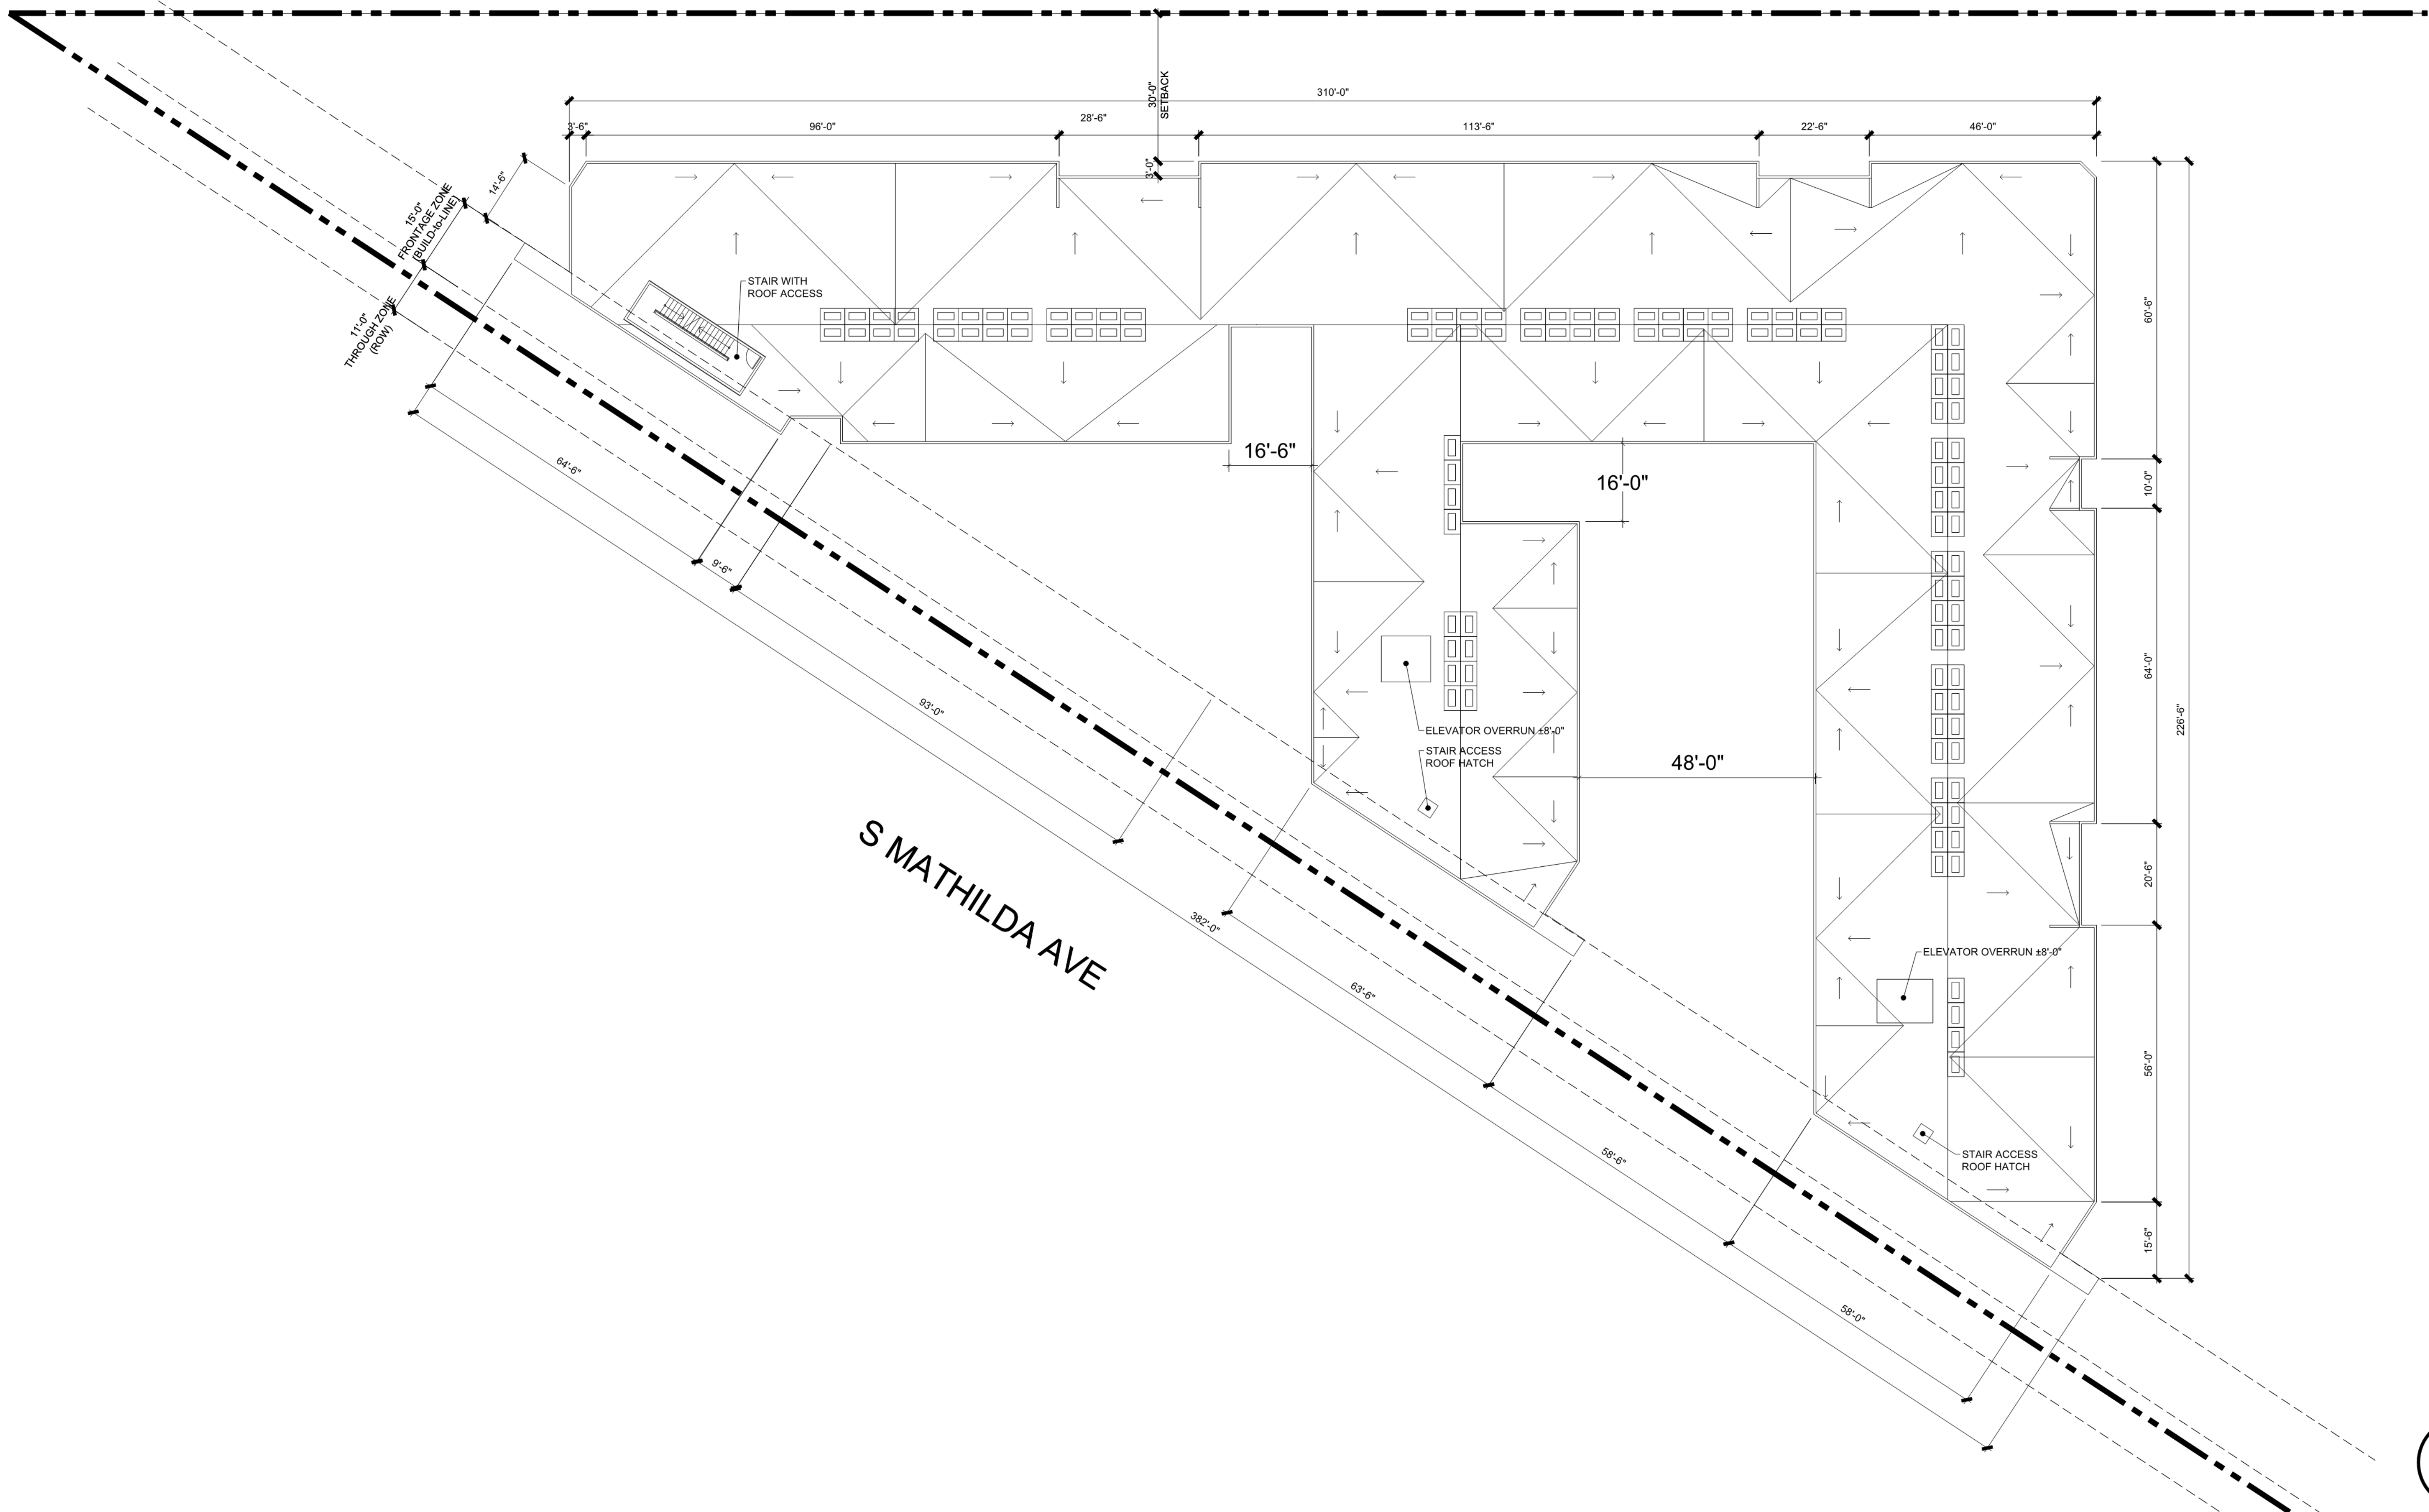 310'-0"
30'-0"
SETBACK
3'-6"
96'-0"
28'-6"
113'-6"
22'-6"
46'-0"
3'-0"
14'-6"
15'-0"
FRONTAGE ZONE
(BUILD-to-LINE)
11'-0"
THROUGH ZONE
(ROW)
STAIR WITH
ROOF ACCESS
60'-6"
16'-6"
16'-0"
10'-0"
64'-6"
9'-6"
64'-0"
226'-6"
93'-0"
ELEVATOR OVERRUN ±8'-0"
STAIR ACCESS
ROOF HATCH
48'-0"
S MATHILDA AVE
382'-0"
20'-6"
ELEVATOR OVERRUN ±8'-0"
63'-6"
56'-0"
58'-6"
STAIR ACCESS
ROOF HATCH
15'-6"
58'-0"